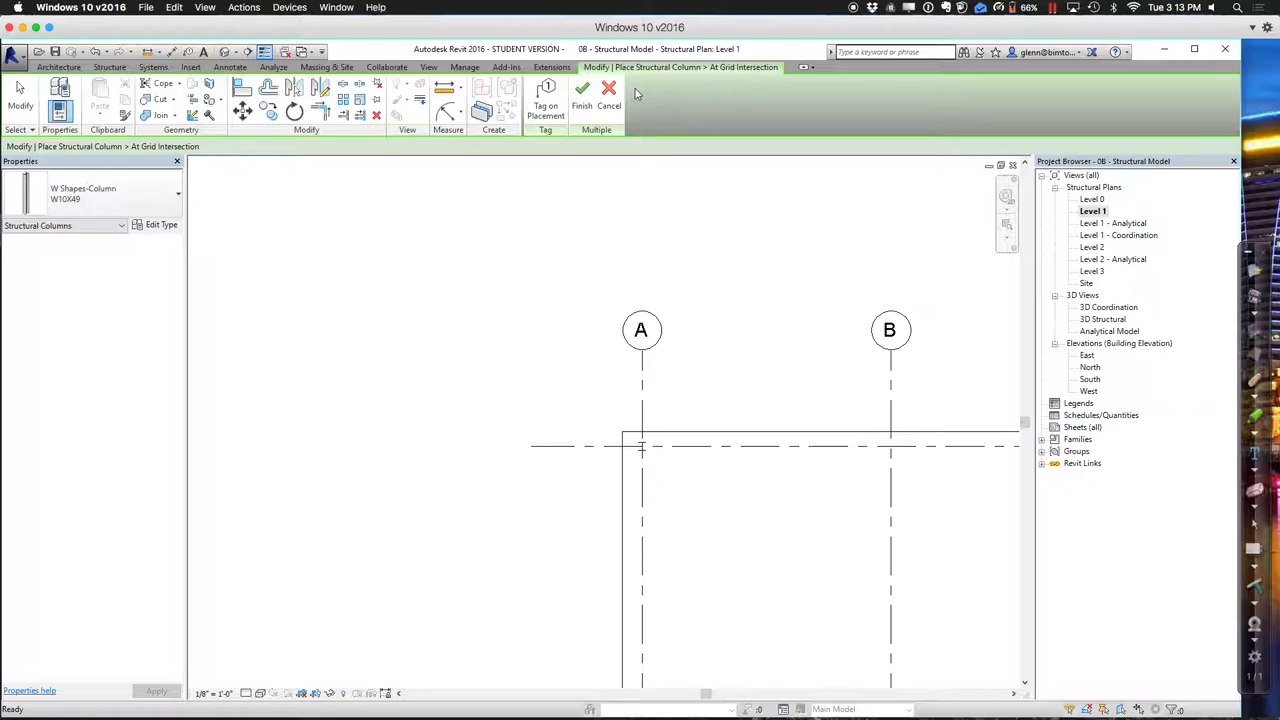 Windows 10 v2016 File Edit View Actions Devices Window Help 66% Tue 3:13 PM
Windows 10 v2016
Autodesk Revit 2016 - STUDENT VERSION - 0B - Structural Model - Structural Plan: Level 1 Type a keyword or phrase glenn@bimto...
Architecture Structure Systems Insert Annotate Analyze Massing & Site Collaborate View Manage Add-Ins Extensions Modify | Place Structural Column > At Grid Intersection
Cope
Cut
Join
Modify Paste Tag on Placement Finish Cancel
Select Properties Clipboard Geometry Modify View Measure Create Tag Multiple
Modify | Place Structural Column > At Grid Intersection
Properties
W Shapes-Column
W10X49
Structural Columns Edit Type
A B
Project Browser - 0B - Structural Model
Views (all)
Structural Plans
Level 0
Level 1
Level 1 - Analytical
Level 1 - Coordination
Level 2
Level 2 - Analytical
Level 3
Site
3D Views
3D Coordination
3D Structural
Analytical Model
Elevations (Building Elevation)
East
North
South
West
Legends
Schedules/Quantities
Sheets (all)
Families
Groups
Revit Links
1 / 1
Properties help Apply 1/8" = 1'-0"
Ready :0 Main Model :0